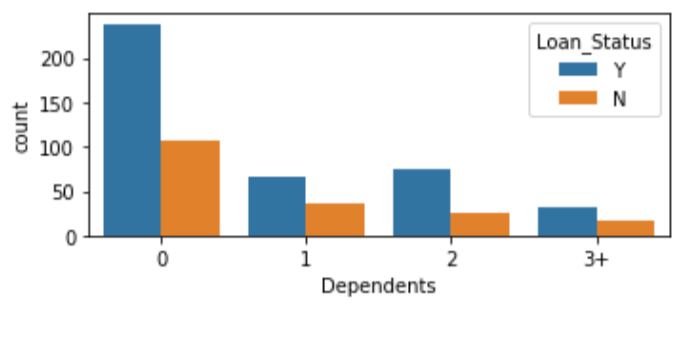 Loan_Status
Y
N
200
150
100
50
0
count
0 1 2 3+
Dependents